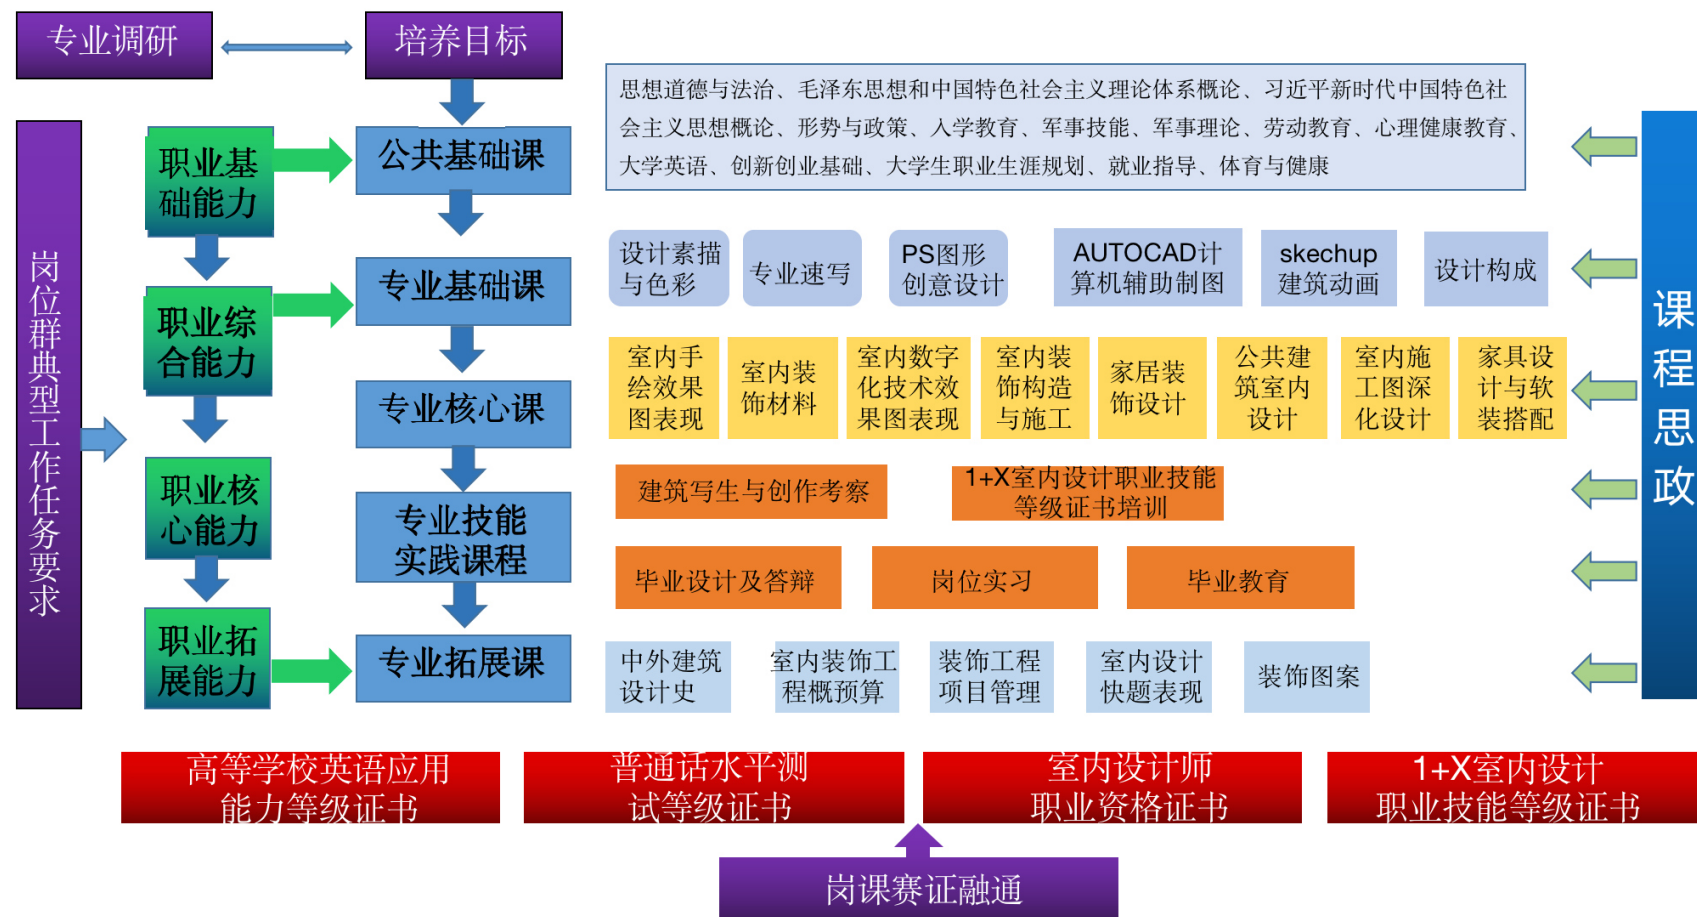 专业调研
培养目标
岗位群典型工作任务要求
职业基
础能力
职业综
合能力
职业核
心能力
职业拓
展能力
公共基础课
专业基础课
专业核心课
专业技能
实践课程
专业拓展课
思想道德与法治、毛泽东思想和中国特色社会主义理论体系概论、习近平新时代中国特色社
会主义思想概论、形势与政策、入学教育、军事技能、军事理论、劳动教育、心理健康教育、
大学英语、创新创业基础、大学生职业生涯规划、就业指导、体育与健康
设计素描
与色彩
专业速写
PS图形
创意设计
AUTOCAD计
算机辅助制图
skechup
建筑动画
设计构成
室内手
绘效果
图表现
室内装
饰材料
室内数字
化技术效
果图表现
室内装
饰构造
与施工
家居装
饰设计
公共建
筑室内
设计
室内施
工图深
化设计
家具设
计与软
装搭配
建筑写生与创作考察
1+X室内设计职业技能
等级证书培训
毕业设计及答辩
岗位实习
毕业教育
中外建筑
设计史
室内装饰工
程概预算
装饰工程
项目管理
室内设计
快题表现
装饰图案
课程思政
高等学校英语应用
能力等级证书
普通话水平测
试等级证书
室内设计师
职业资格证书
1+X室内设计
职业技能等级证书
岗课赛证融通